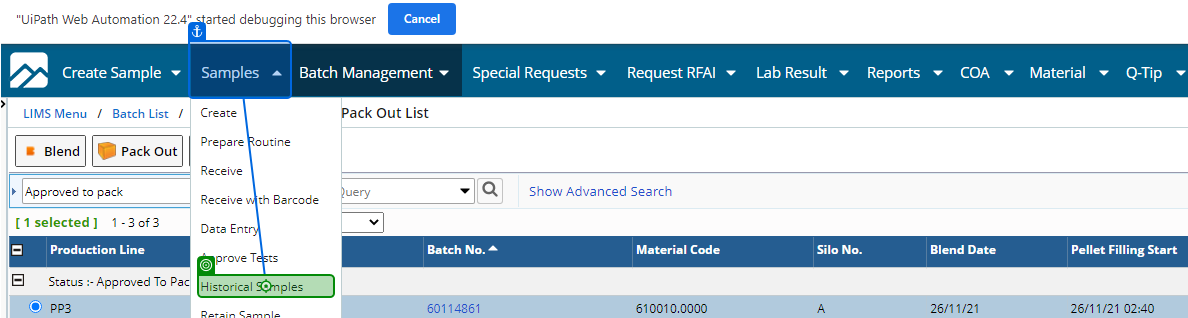 "UiPath Web Automation 22.4" started debugging this browser Cancel
Create Sample Samples Batch Management Special Requests Request RFAI Lab Result Reports COA Material Q-Tip
LIMS Menu / Batch List / Pack Out List
Create
Prepare Routine
Receive
Receive with Barcode
Data Entry
Approve Tests
Historical Samples
Retain Sample
Blend Pack Out
Approved to pack Query Show Advanced Search
[ 1 selected ] 1 - 3 of 3
Production Line Batch No. Material Code Silo No. Blend Date Pellet Filling Start
Status :- Approved To Pac
PP3 60114861 610010.0000 A 26/11/21 26/11/21 02:40